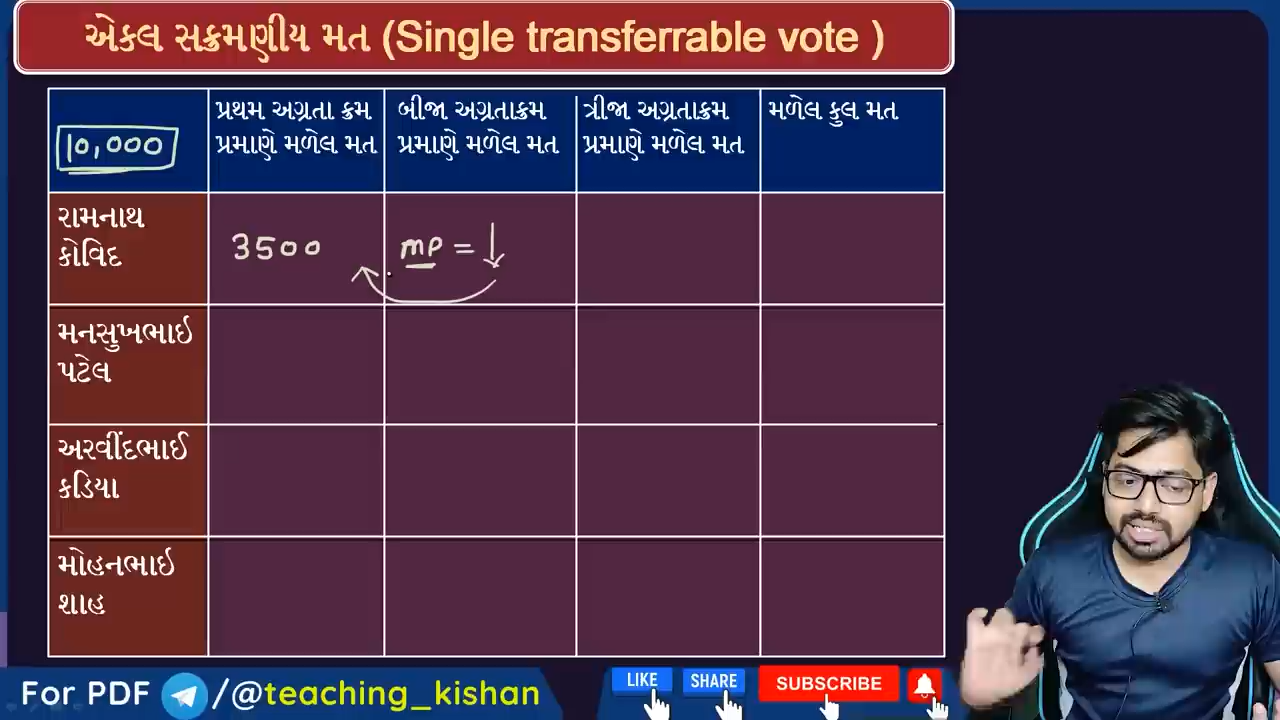 એકલ સક્રમણીય મત (Single transferrable vote )
10,000
પ્રથમ અગ્રતા ક્રમ
પ્રમાણે મળેલ મત
બીજા અગ્રતાક્રમ
પ્રમાણે મળેલ મત
ત્રીજા અગ્રતાક્રમ
પ્રમાણે મળેલ મત
મળેલ કુલ મત
રામનાથ
કોવિદ
3500
mp = ↓
મનસુખભાઇ
પટેલ
અરવીંદભાઈ
કડિયા
મોહનભાઇ
શાહ
For PDF /@teaching_kishan
LIKE
SHARE
SUBSCRIBE